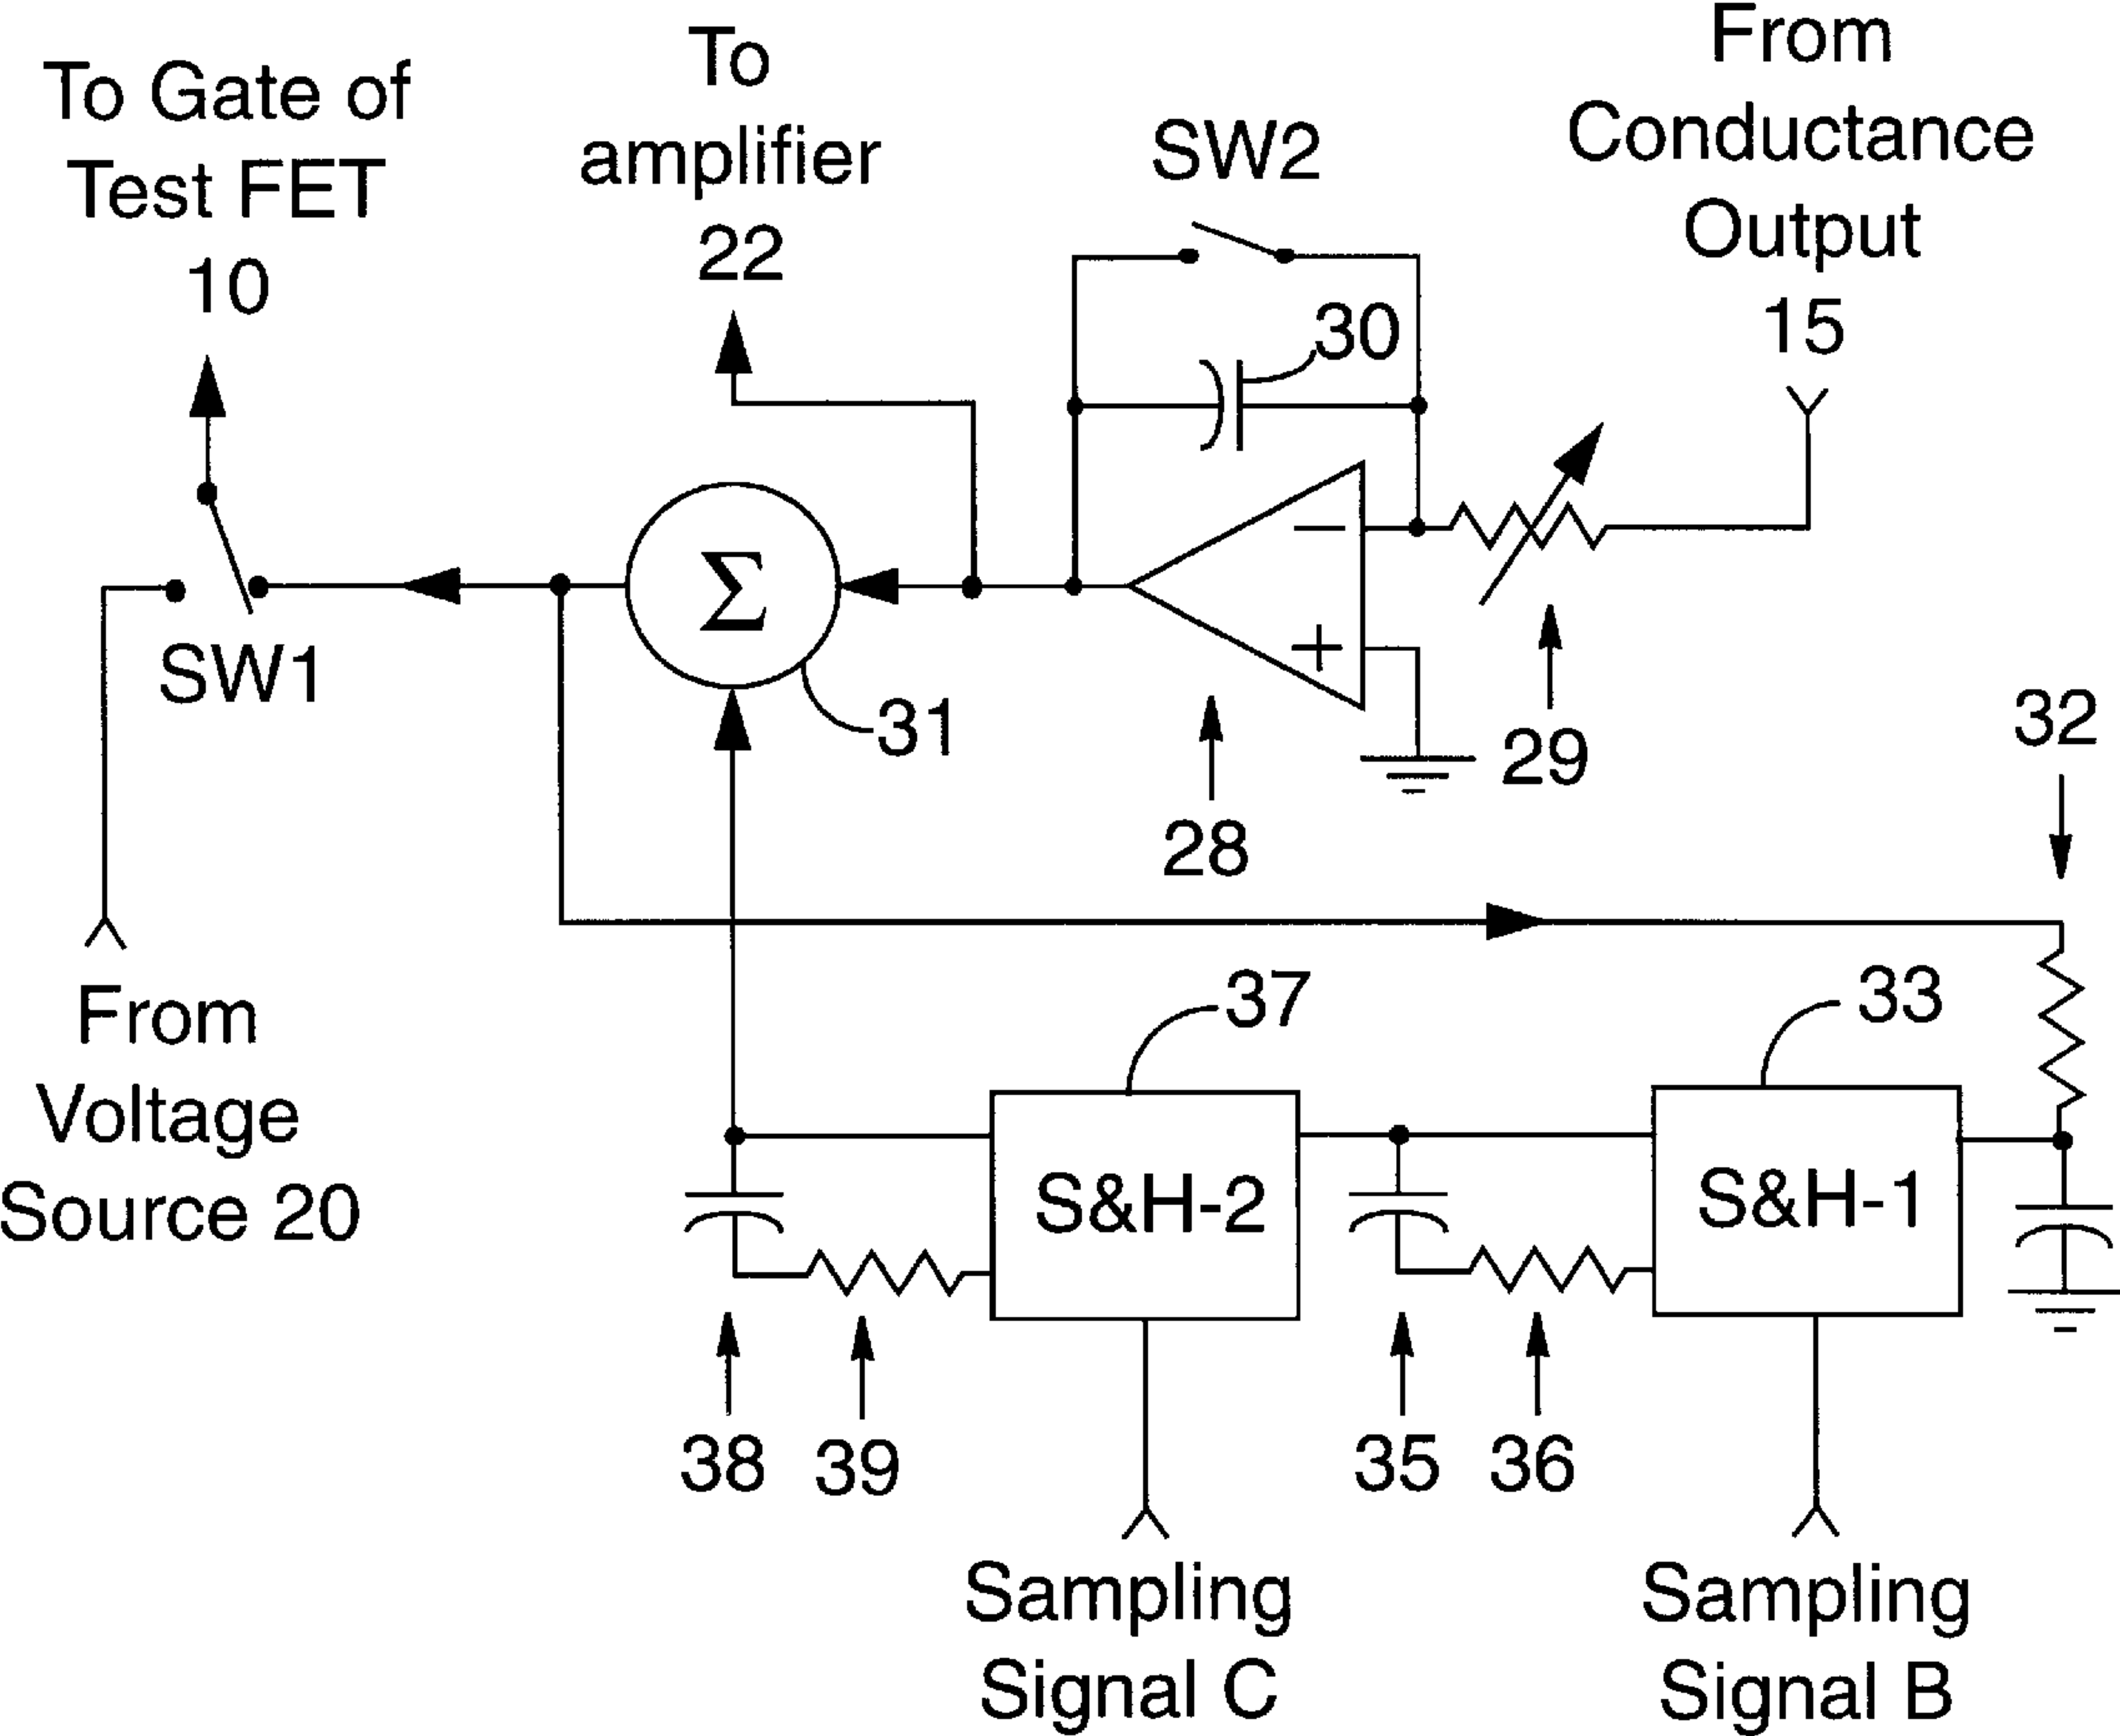 To Gate of
Test FET
10
To
amplifier
22
SW2
From
Conductance
Output
15
30
Σ
−
+
SW1
31
29
28
32
From
Voltage
Source 20
37
33
S&H-2
S&H-1
38
39
35
36
Sampling
Signal C
Sampling
Signal B